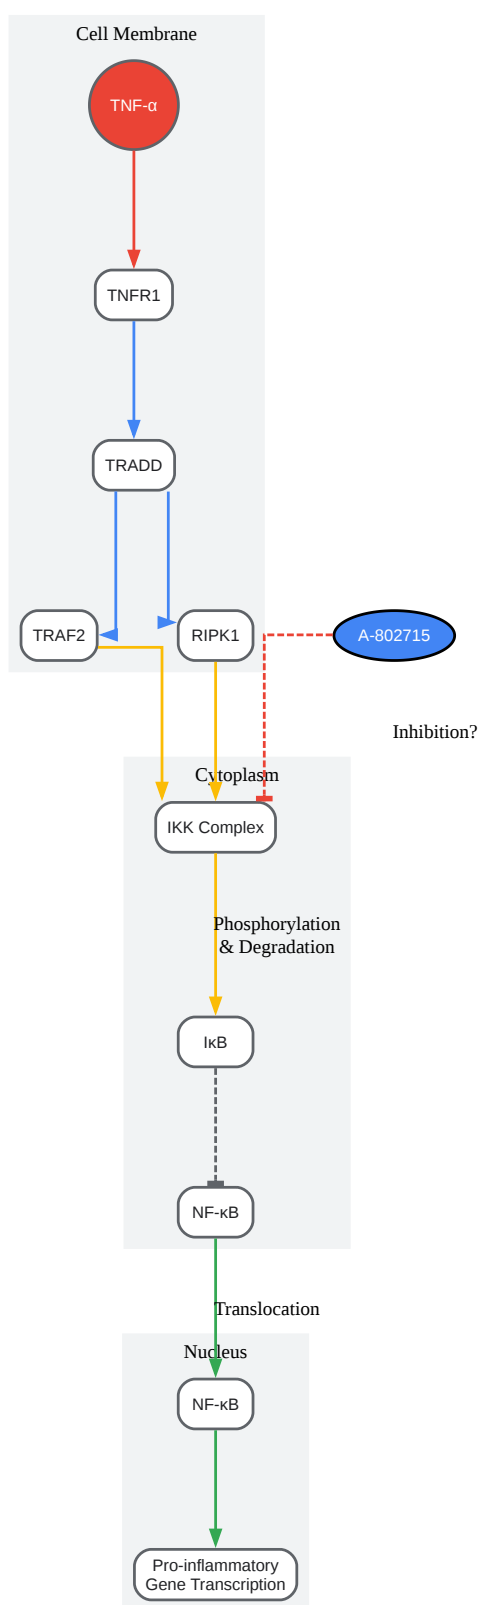 Cell Membrane
TNF-α
TNFR1
TRADD
TRAF2
RIPK1
A-802715
Inhibition?
Cytoplasm
IKK Complex
Phosphorylation
& Degradation
IκB
NF-κB
Translocation
Nucleus
NF-κB
Pro-inflammatory
Gene Transcription